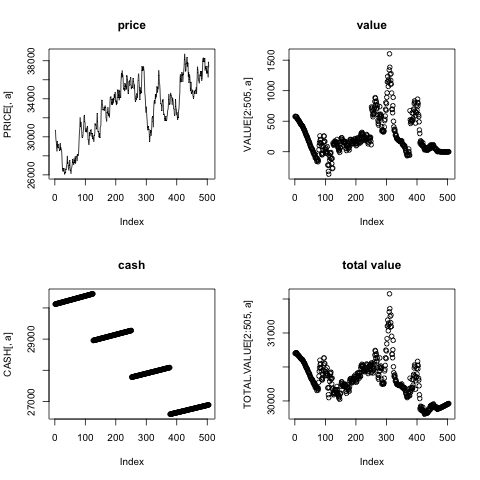 price
PRICE[, a]
26000 30000 34000 38000
0 100 200 300 400 500
Index
value
VALUE[2:505, a]
0 500 1000 1500
0 100 200 300 400 500
Index
cash
CASH[, a]
27000 29000
0 100 200 300 400 500
Index
total value
TOTAL.VALUE[2:505, a]
30000 31000
0 100 200 300 400 500
Index